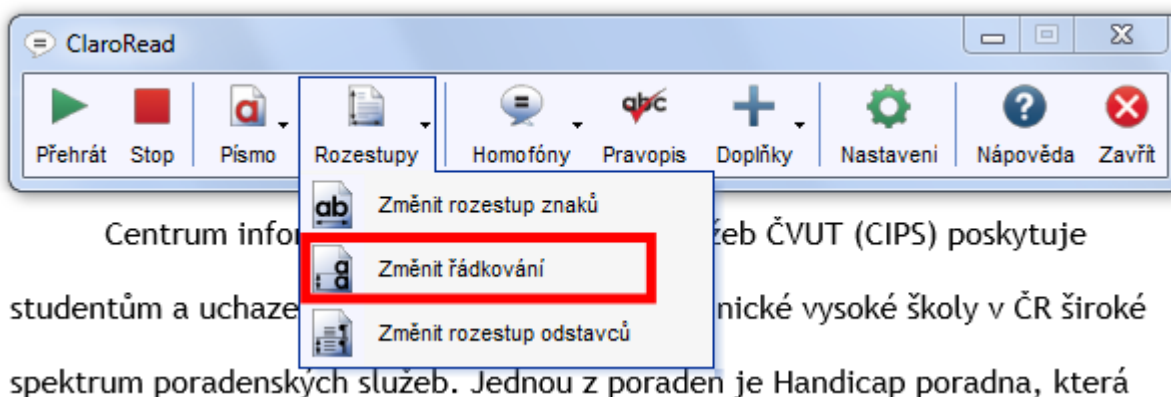 ClaroRead
Přehrát Stop Písmo Rozestupy Homofóny Pravopis Doplňky Nastaveni Nápověda Zavřít
Změnit rozestup znaků
Centrum infor žeb ČVUT (CIPS) poskytuje
Změnit řádkování
studentům a uchaze nické vysoké školy v ČR široké
Změnit rozestup odstavců
spektrum poradenských služeb. Jednou z poraden je Handicap poradna, která